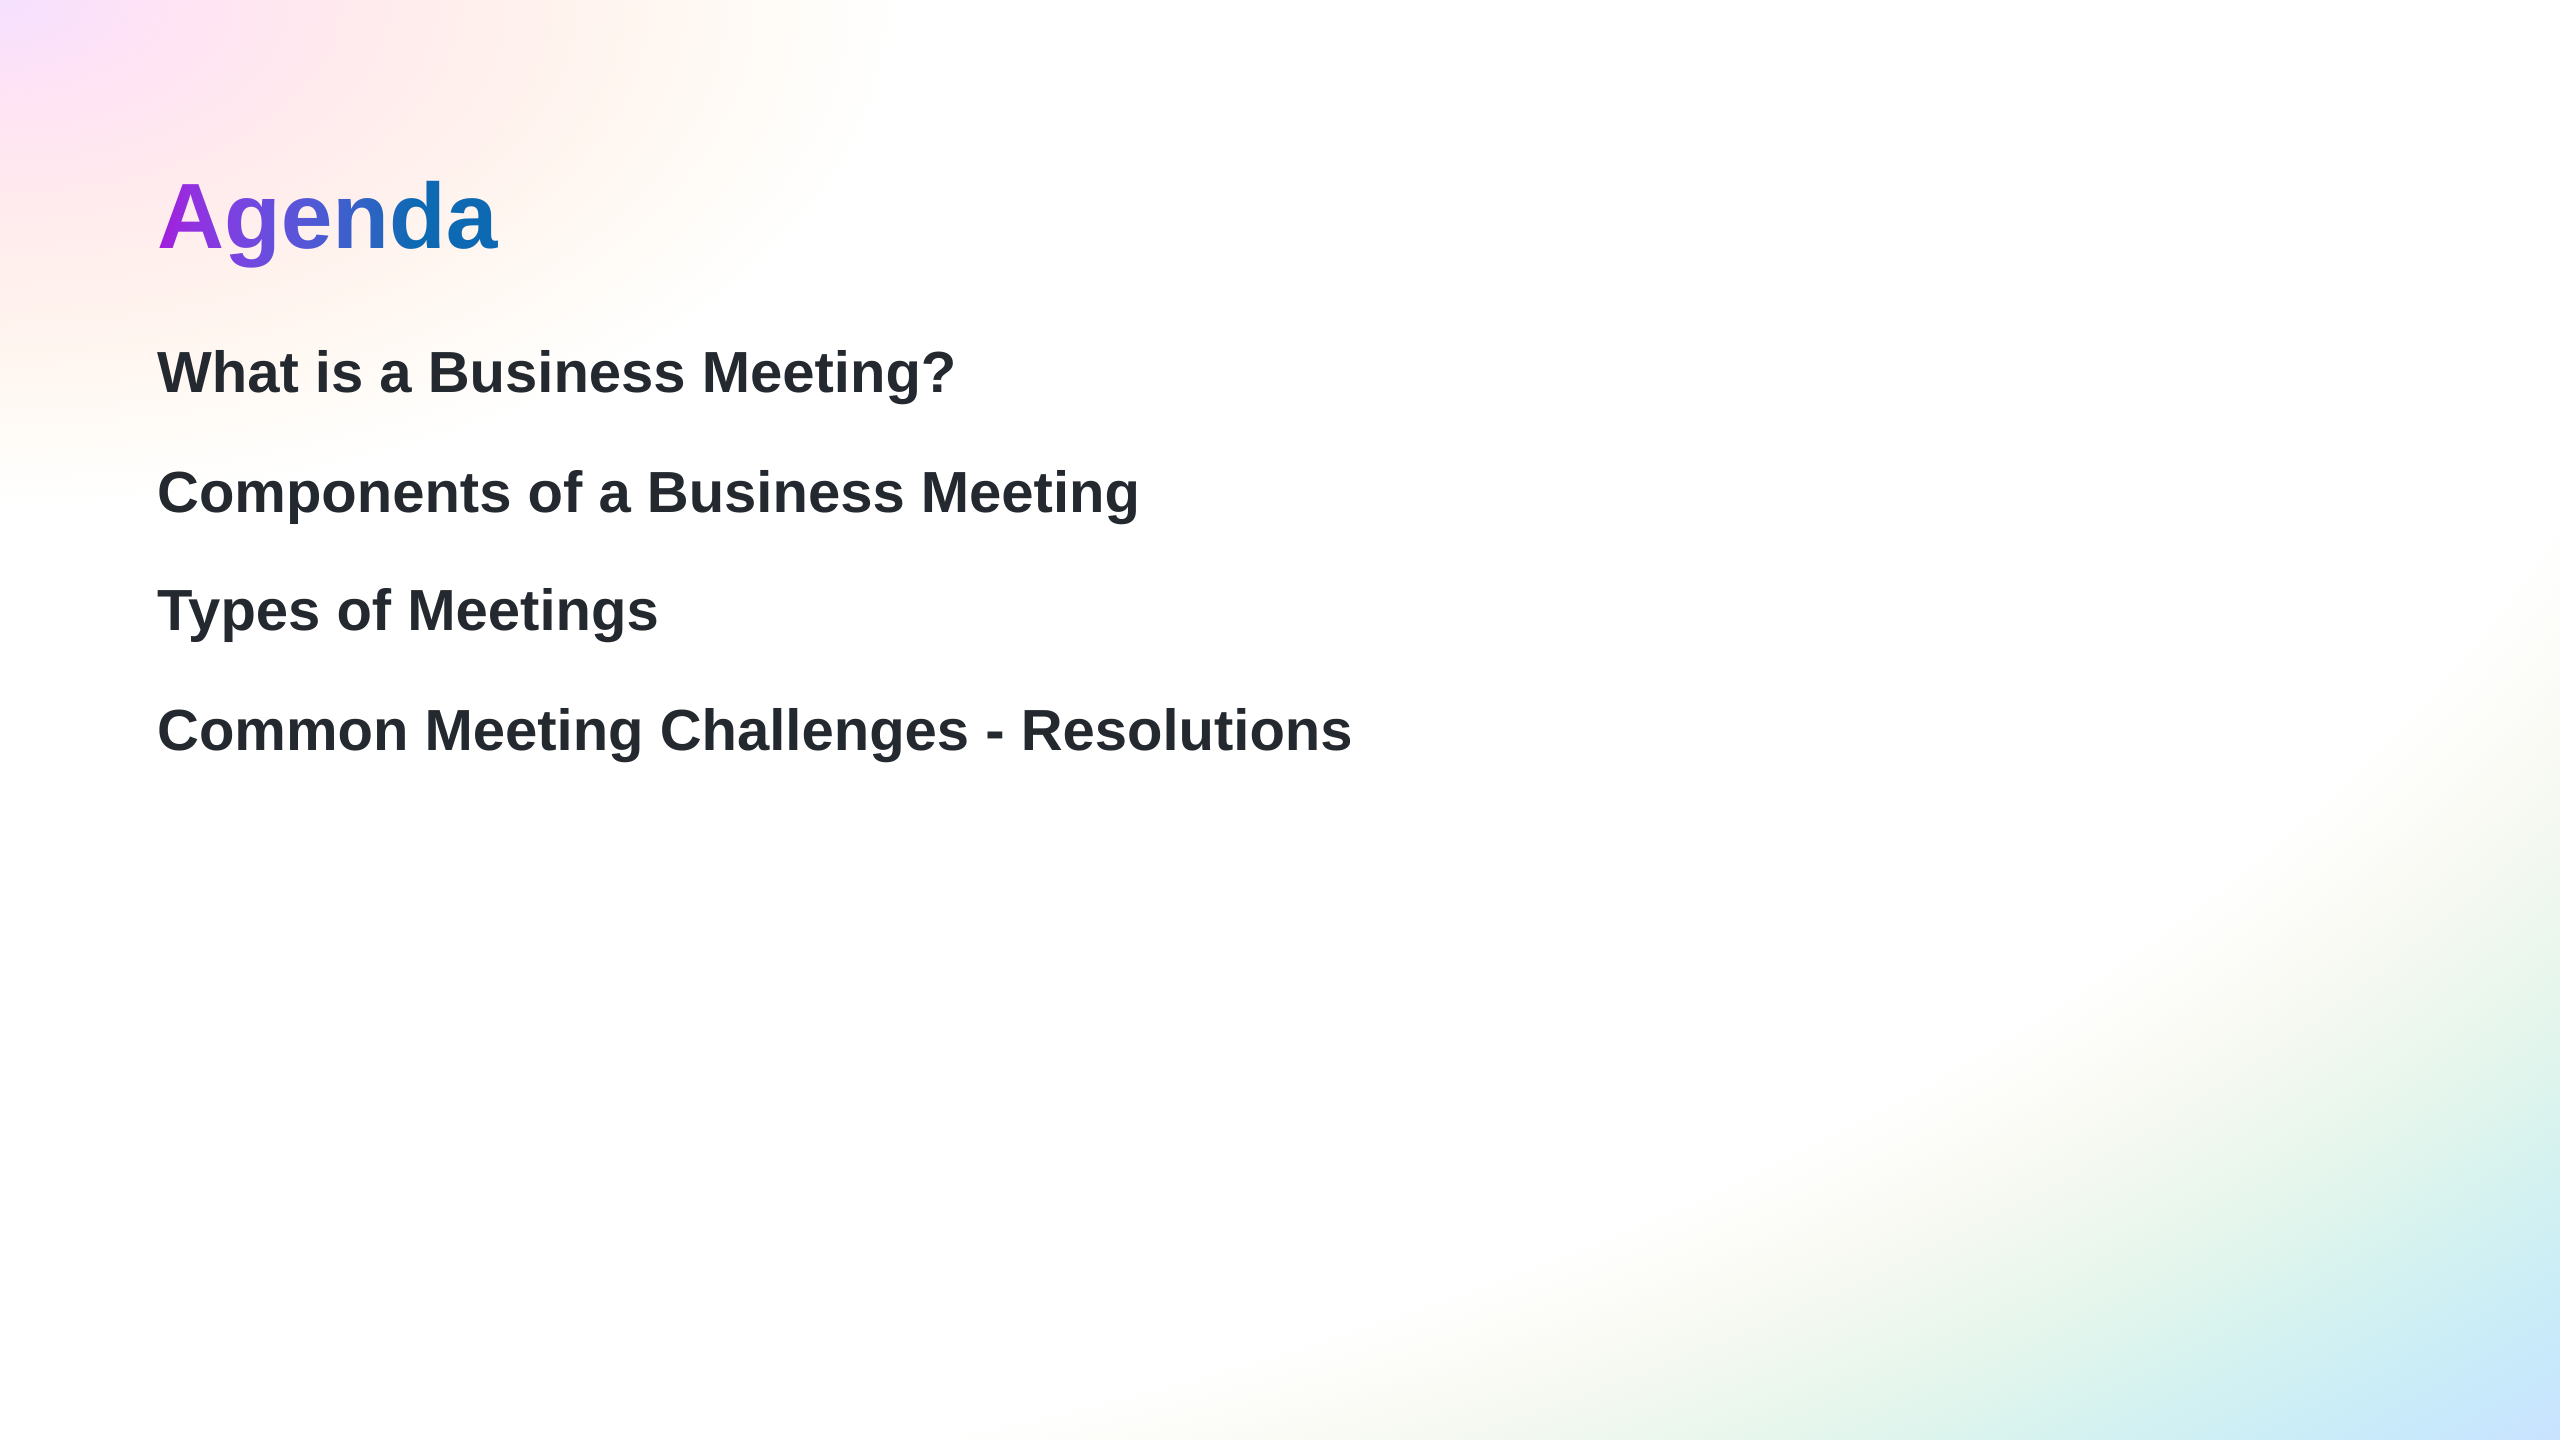 Agenda
What is a Business Meeting?
Components of a Business Meeting
Types of Meetings
Common Meeting Challenges - Resolutions